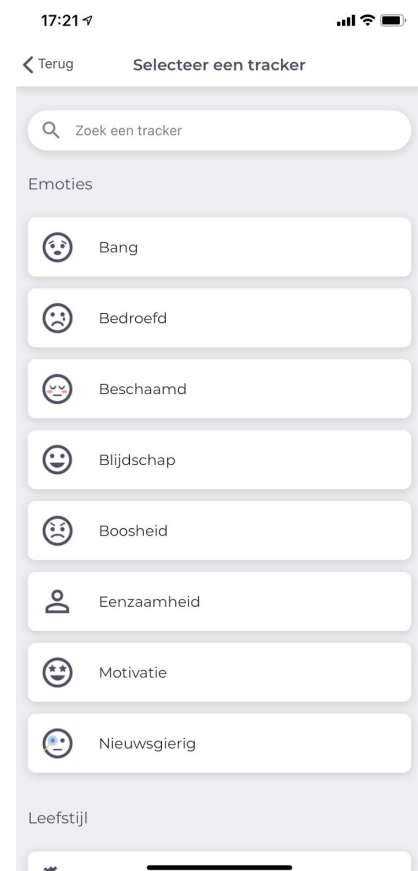 17:21
Terug
Selecteer een tracker
Zoek een tracker
Emoties
Bang
Bedroefd
Beschaamd
Blijdschap
Boosheid
Eenzaamheid
Motivatie
Nieuwsgierig
Leefstijl